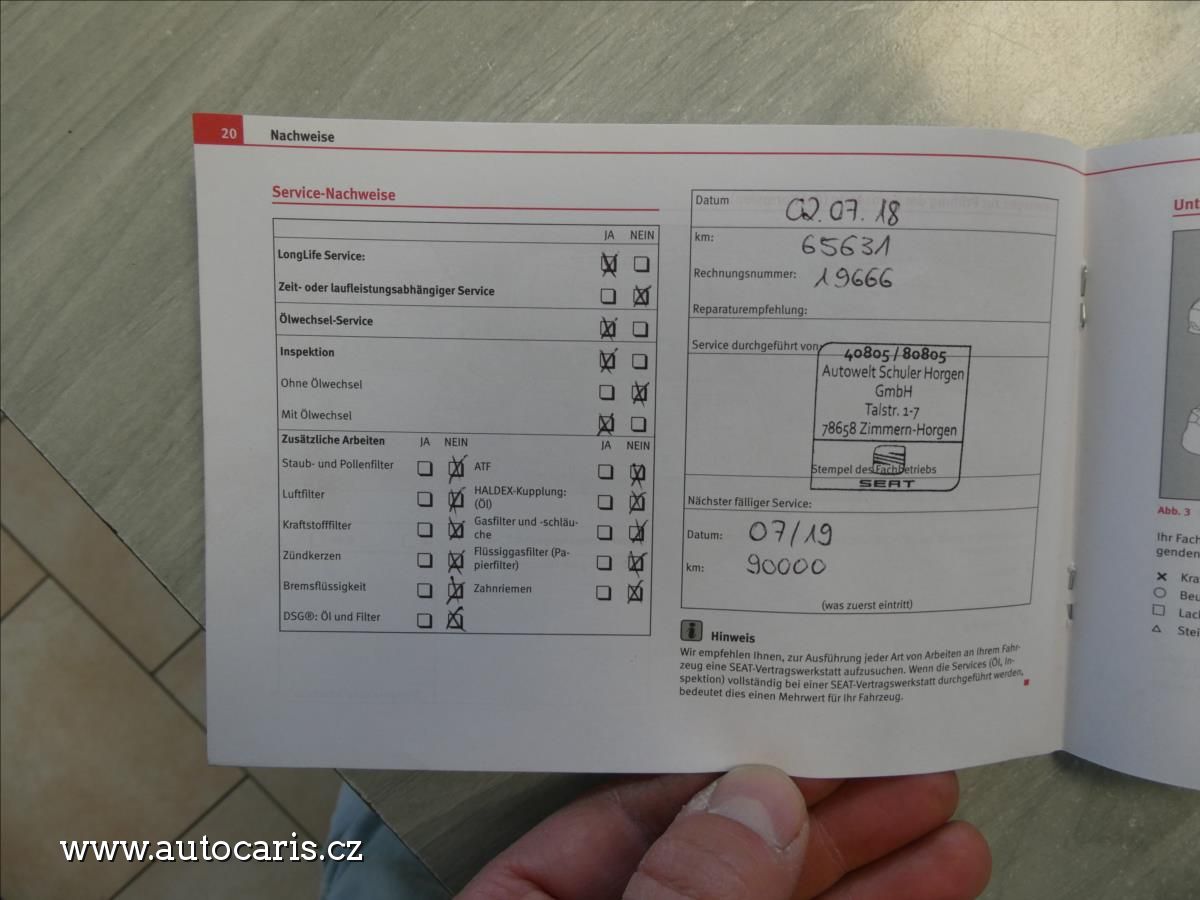 20 Nachweise
Service-Nachweise
JA NEIN
LongLife Service:
Zeit- oder laufleistungsabhängiger Service
Ölwechsel-Service
Inspektion
Ohne Ölwechsel
Mit Ölwechsel
Zusätzliche Arbeiten JA NEIN JA NEIN
Staub- und Pollenfilter ATF
Luftfilter HALDEX-Kupplung:
(Öl)
Kraftstofffilter Gasfilter und -schläu-
che
Zündkerzen Flüssiggasfilter (Pa-
pierfilter)
Bremsflüssigkeit Zahnriemen
DSG®: Öl und Filter
Datum 02.07.18
km: 65631
Rechnungsnummer: 19666
Reparaturempfehlung:
Service durchgeführt von:
40805 / 80805
Autowelt Schuler Horgen
GmbH
Talstr. 1-7
78658 Zimmern-Horgen
Stempel des Fachbetriebs
SEAT
Nächster fälliger Service:
Datum: 07/19
km: 90000
(was zuerst eintritt)
i Hinweis
Wir empfehlen Ihnen, zur Ausführung jeder Art von Arbeiten an Ihrem Fahr-
zeug eine SEAT-Vertragswerkstatt aufzusuchen. Wenn die Services (Öl, In-
spektion) vollständig bei einer SEAT-Vertragswerkstatt durchgeführt werden,
bedeutet dies einen Mehrwert für Ihr Fahrzeug.
Unt
Abb. 3
Ihr Fach
genden
Kra
Beu
Lac
Stei
www.autocaris.cz